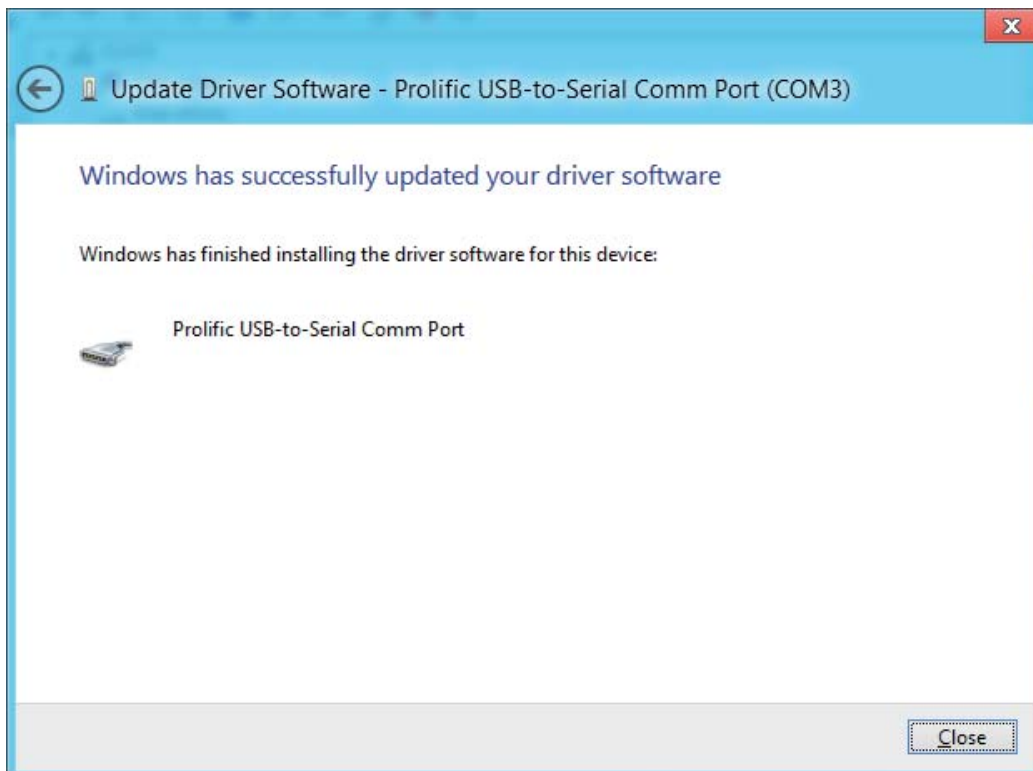 x
Update Driver Software - Prolific USB-to-Serial Comm Port (COM3)
Windows has successfully updated your driver software
Windows has finished installing the driver software for this device:
Prolific USB-to-Serial Comm Port
Close